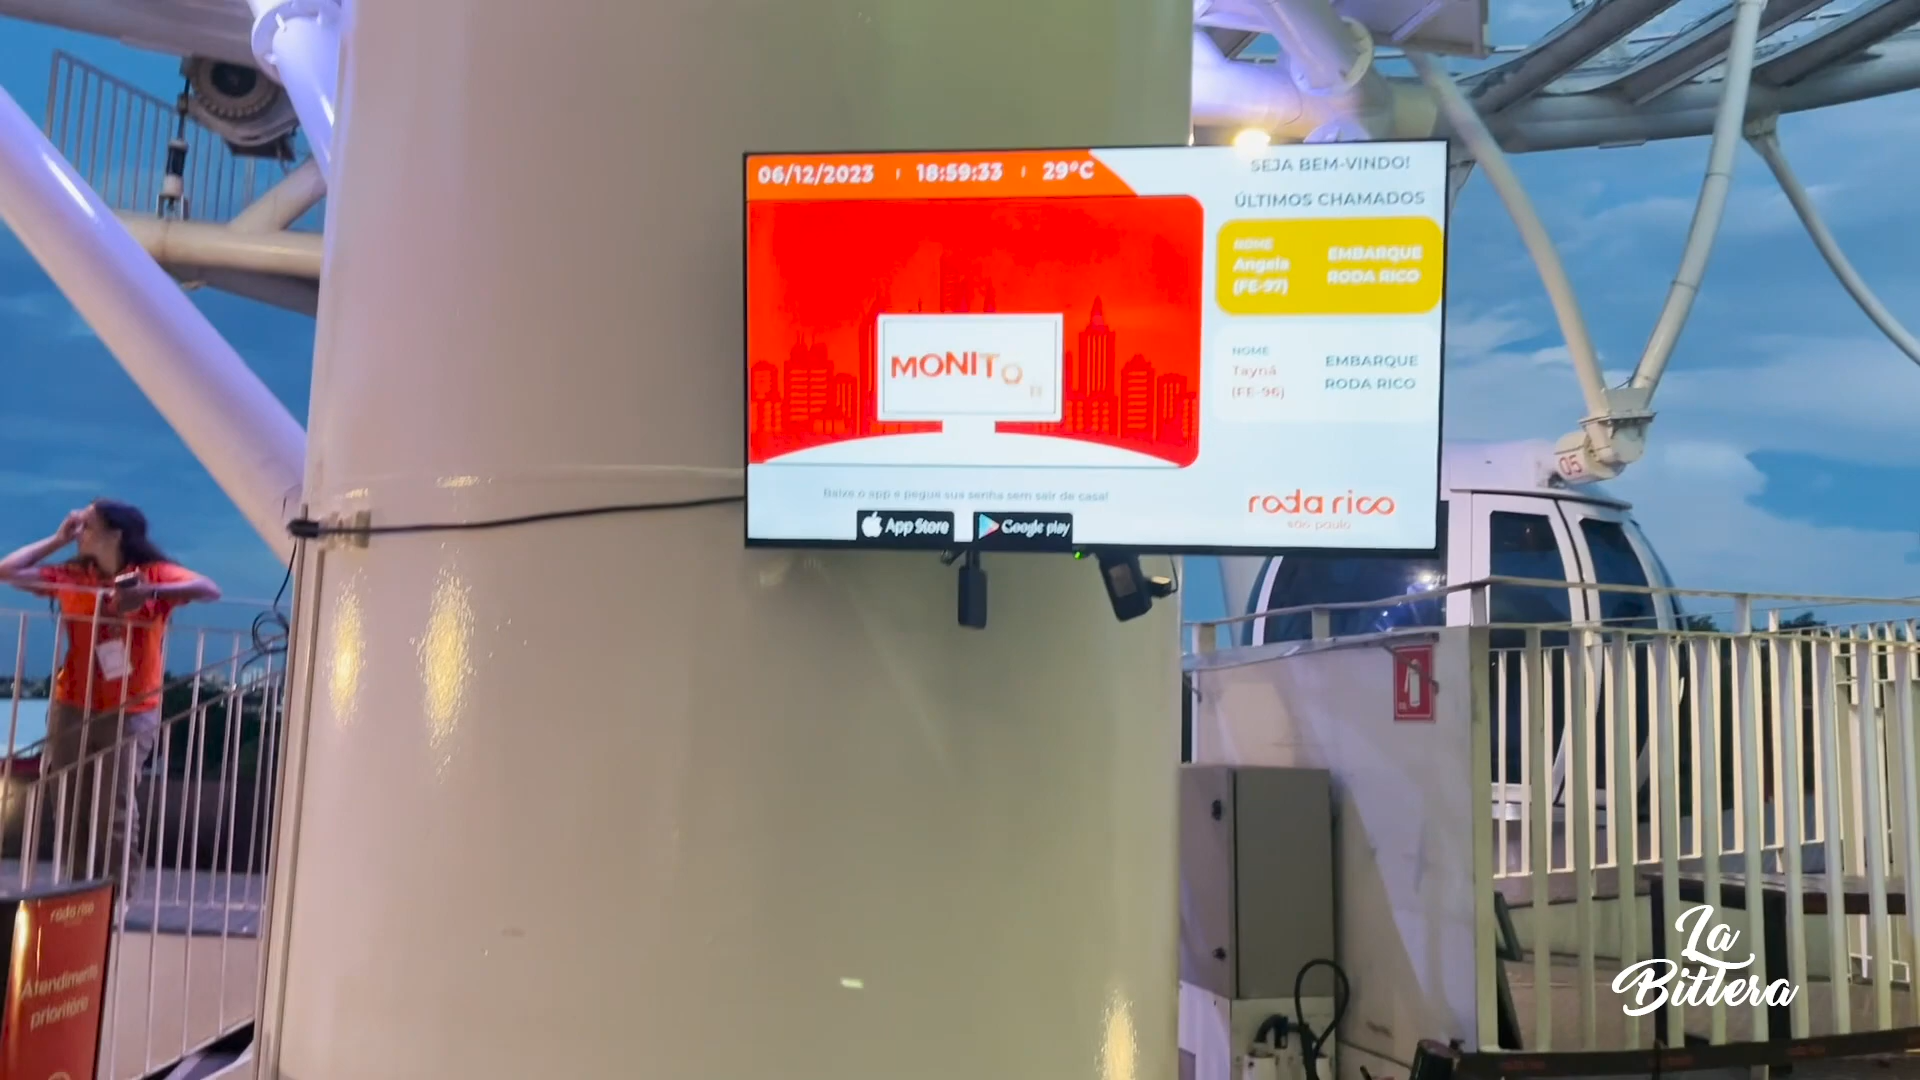 06/12/2023 18:59:33 29°C
SEJA BEM-VINDO!
ÚLTIMOS CHAMADOS
NOME
Angela
(FE-97)
EMBARQUE
RODA RICO
NOME
Tayná
(FE-96)
EMBARQUE
RODA RICO
MONITO
Baixe o app e pegue sua senha sem sair de casa!
App Store
Google play
roda rico
são paulo
05
roda rico
Atendimento
prioritário
La
Bittera